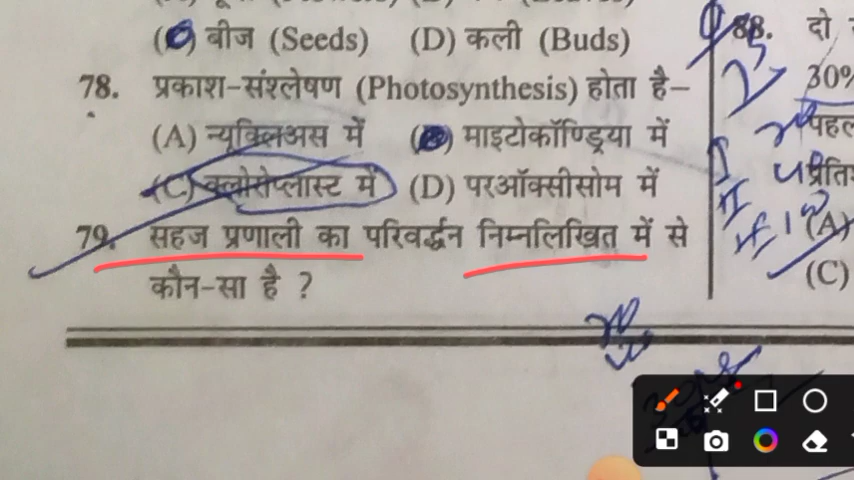 बीज (Seeds) (D) कली (Buds)
78. प्रकाश-संश्लेषण (Photosynthesis) होता है-
(A) न्यूक्लिअस में (B) माइटोकॉण्ड्रिया में
(C) क्लोरोप्लास्ट में (D) परऑक्सीसोम में
79. सहज प्रणाली का परिवर्द्धन निम्नलिखित में से
कौन-सा है ?
88. दो
30%
पहल
प्रति
(A)
(C)